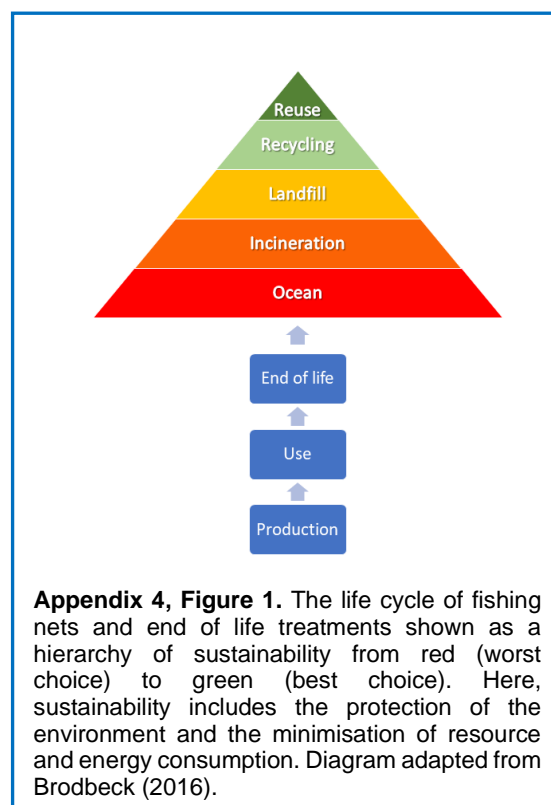 Reuse
Recycling
Landfill
Incineration
Ocean
End of life
Use
Production
Appendix 4, Figure 1. The life cycle of fishing
nets and end of life treatments shown as a
hierarchy of sustainability from red (worst
choice) to green (best choice). Here,
sustainability includes the protection of the
environment and the minimisation of resource
and energy consumption. Diagram adapted from
Brodbeck (2016).